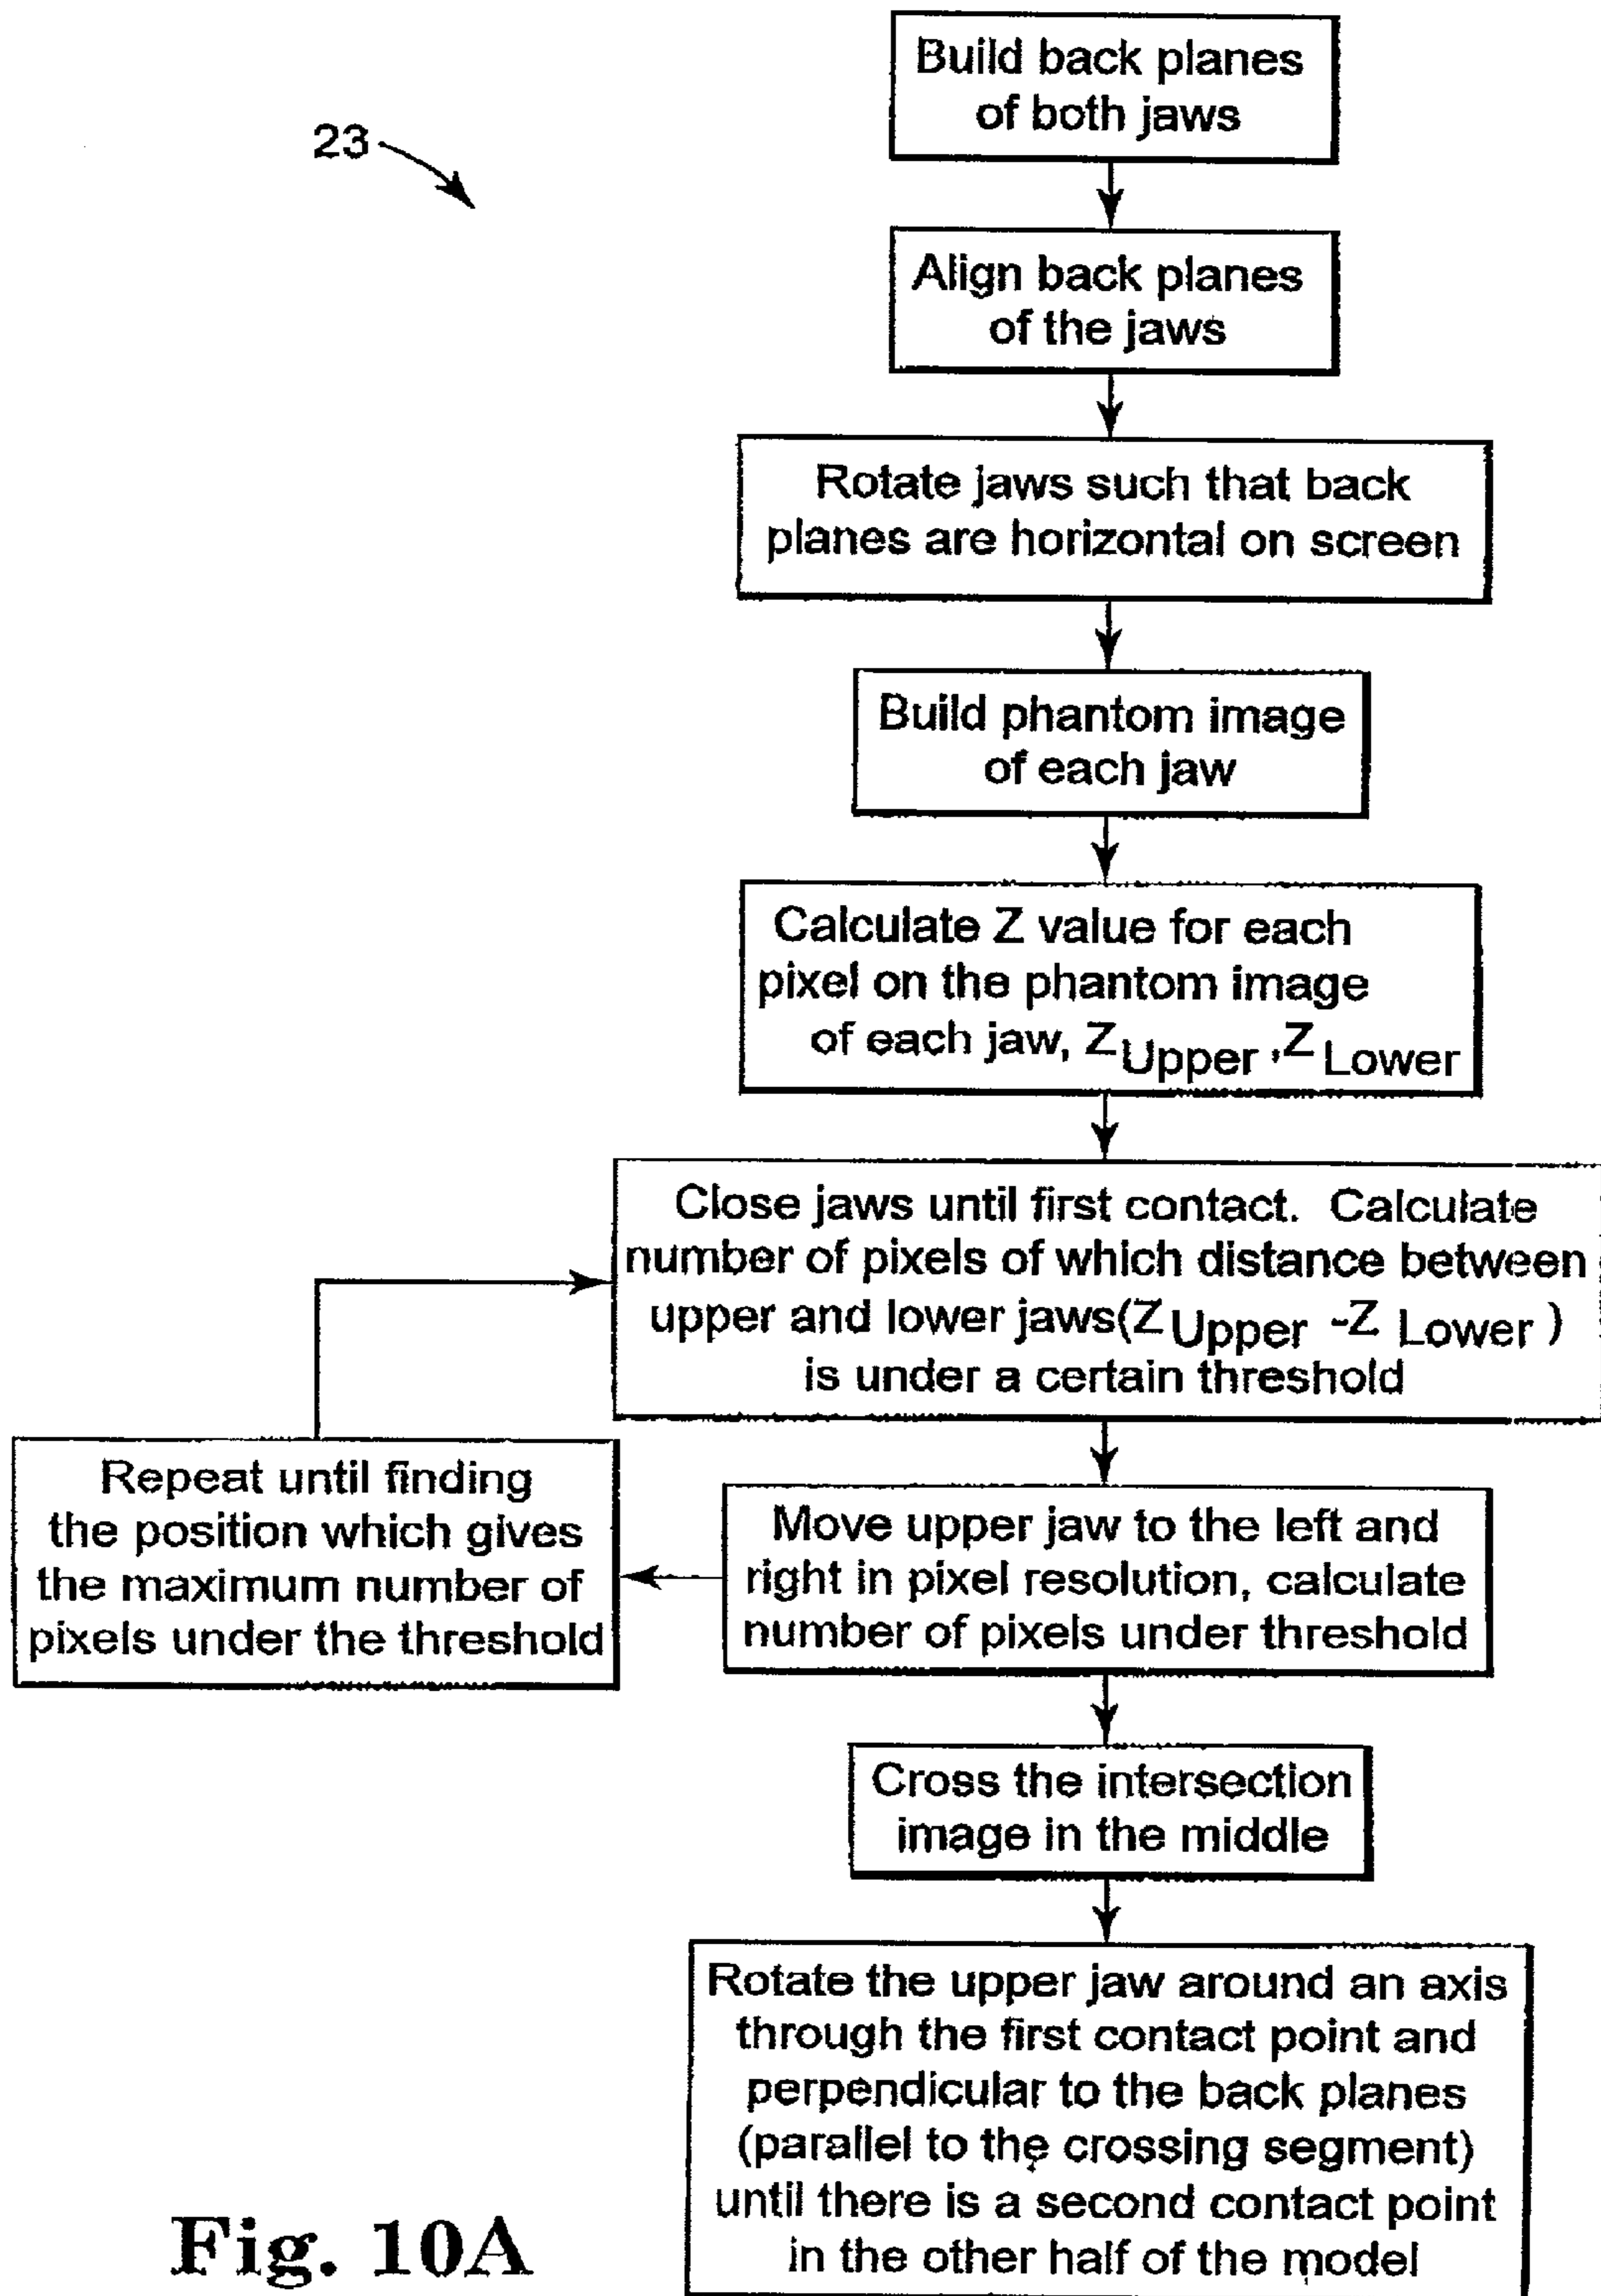 Build back planes
of both jaws
23
Align back planes
of the jaws
Rotate jaws such that back
planes are horizontal on screen
Build phantom image
of each jaw
Calculate Z value for each
pixel on the phantom image
of each jaw, Z Upper ,Z Lower
Close jaws until first contact. Calculate
number of pixels of which distance between
upper and lower jaws(Z Upper -Z Lower )
is under a certain threshold
Repeat until finding
the position which gives
the maximum number of
pixels under the threshold
Move upper jaw to the left and
right in pixel resolution, calculate
number of pixels under threshold
Cross the intersection
image in the middle
Rotate the upper jaw around an axis
through the first contact point and
perpendicular to the back planes
(parallel to the crossing segment)
until there is a second contact point
in the other half of the model
Fig. 10A